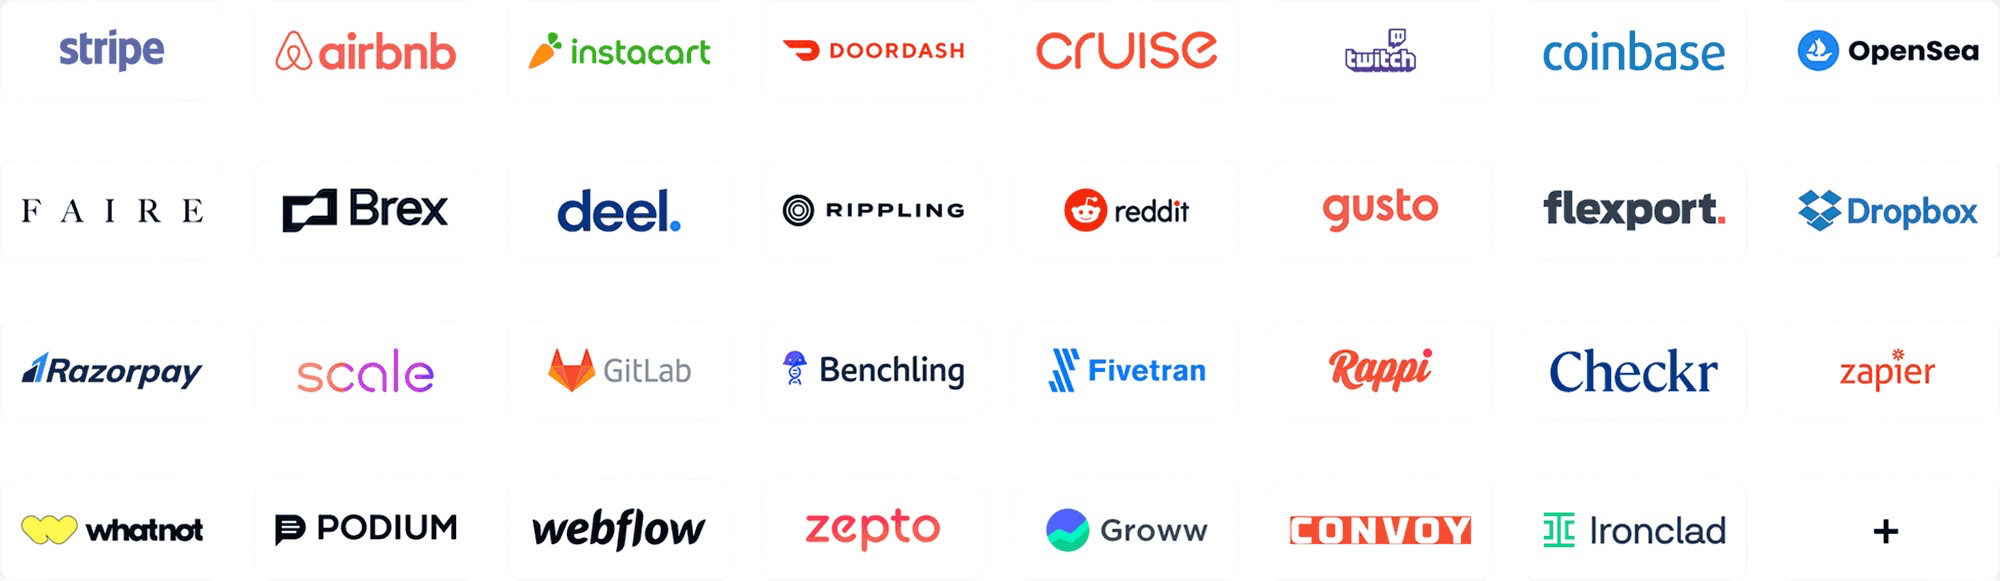 stripe airbnb instacart DOORDASH cruise twitch coinbase OpenSea
FAIRE Brex deel. RIPPLING reddit gusto flexport. Dropbox
Razorpay scale GitLab Benchling Fivetran Rappi Checkr zapier
whatnot PODIUM webflow zepto Groww CONVOY Ironclad +